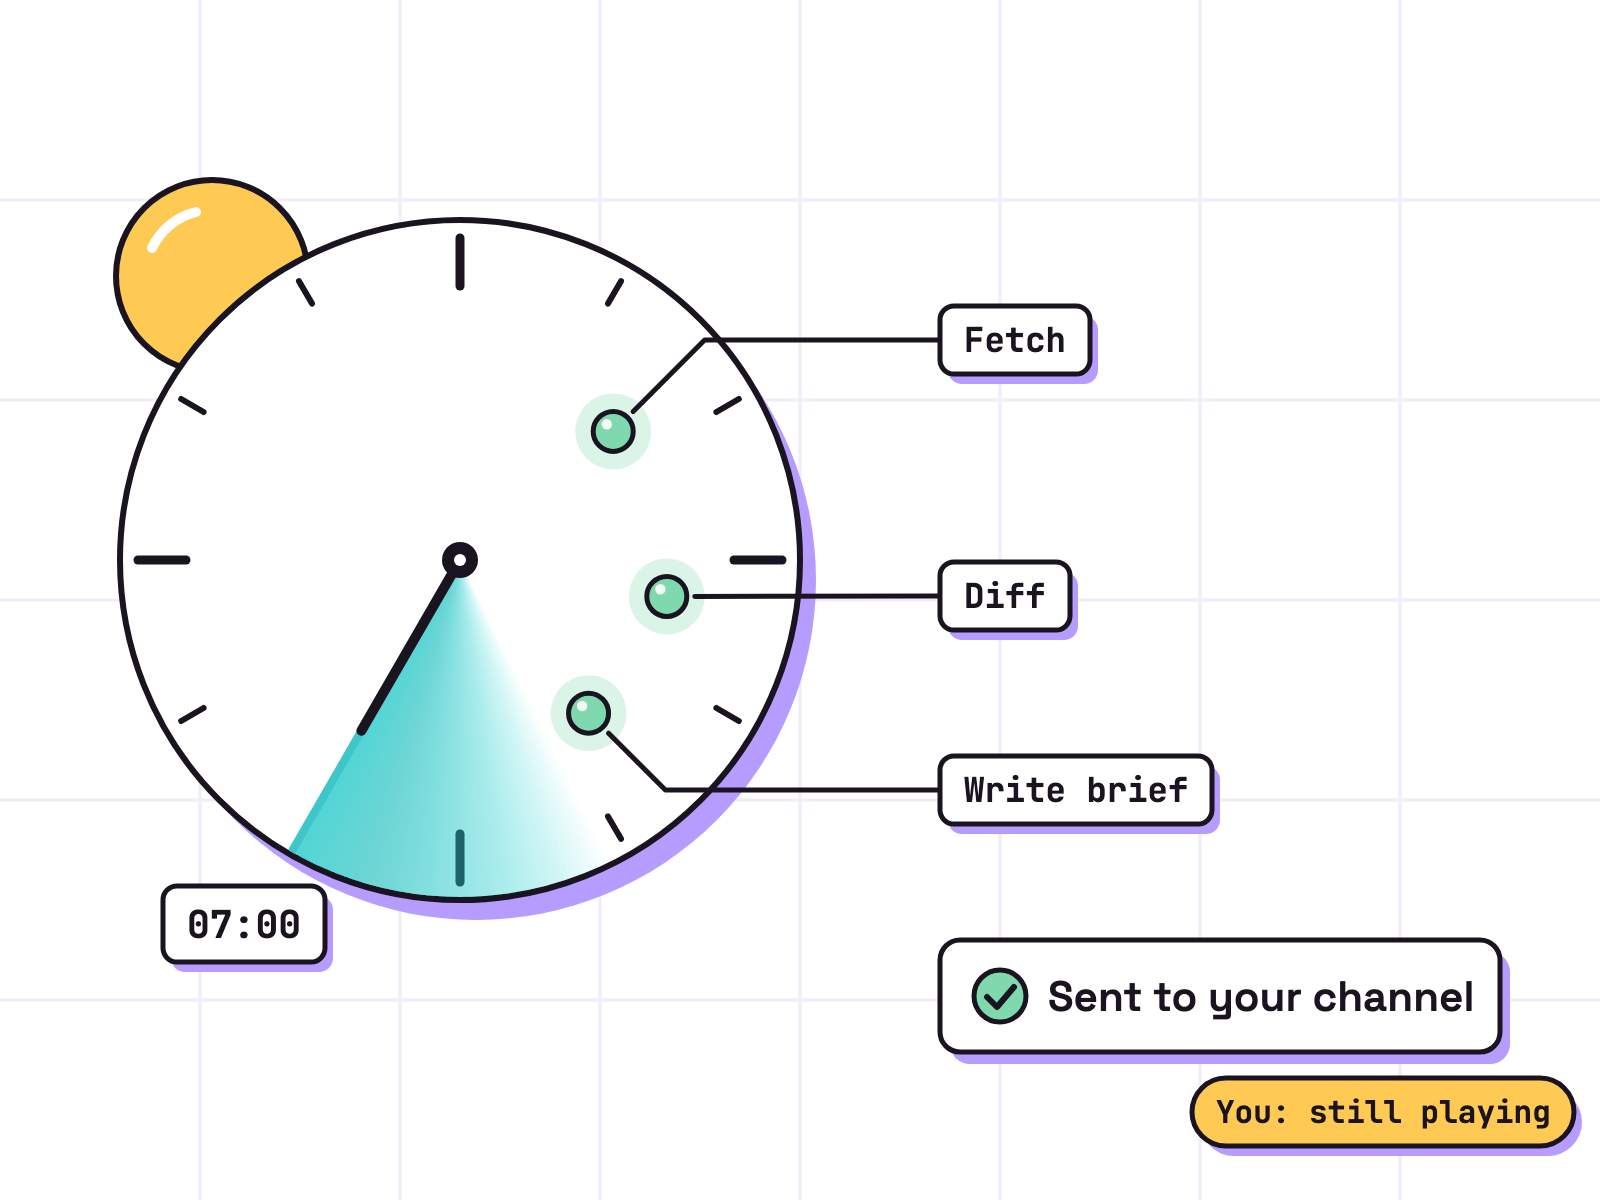 Fetch
Diff
Write brief
07:00
Sent to your channel
You: still playing